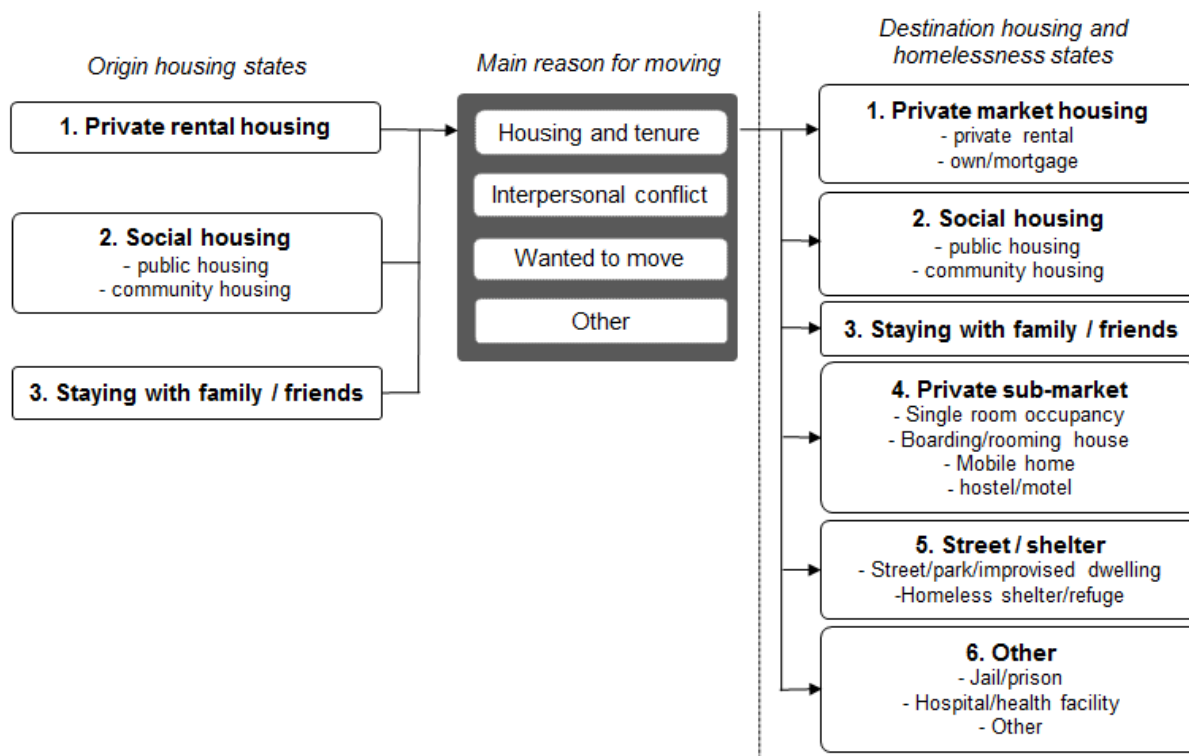 Origin housing states
1. Private rental housing
2. Social housing
- public housing
- community housing
3. Staying with family / friends
Main reason for moving
Housing and tenure
Interpersonal conflict
Wanted to move
Other
Destination housing and
homelessness states
1. Private market housing
- private rental
- own/mortgage
2. Social housing
- public housing
- community housing
3. Staying with family / friends
4. Private sub-market
- Single room occupancy
- Boarding/rooming house
- Mobile home
- hostel/motel
5. Street / shelter
- Street/park/improvised dwelling
-Homeless shelter/refuge
6. Other
- Jail/prison
- Hospital/health facility
- Other